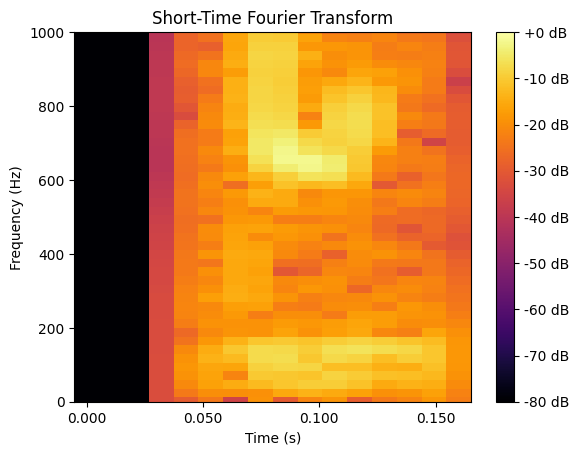 Short-Time Fourier Transform
1000
800
600
400
200
0
Frequency (Hz)
0.000
0.050
0.100
0.150
Time (s)
+0 dB
-10 dB
-20 dB
-30 dB
-40 dB
-50 dB
-60 dB
-70 dB
-80 dB